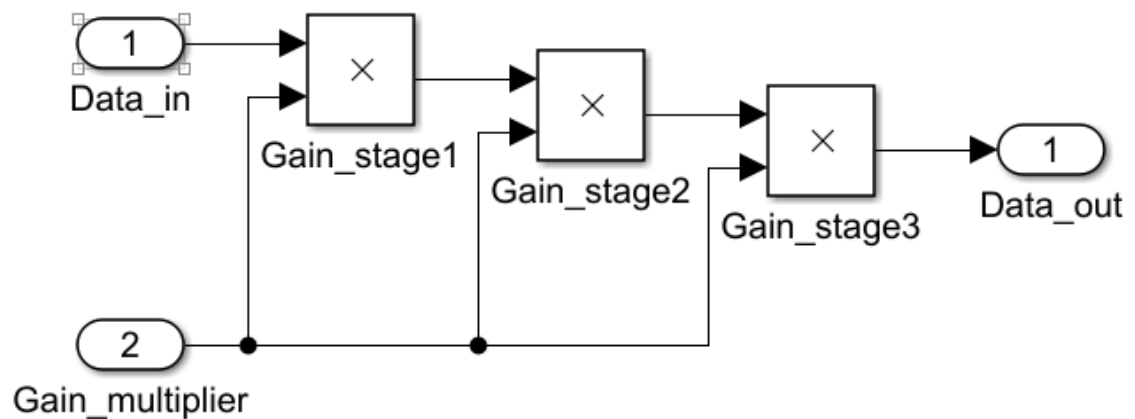 1
Data_in
×
Gain_stage1
×
Gain_stage2
×
Gain_stage3
1
Data_out
2
Gain_multiplier